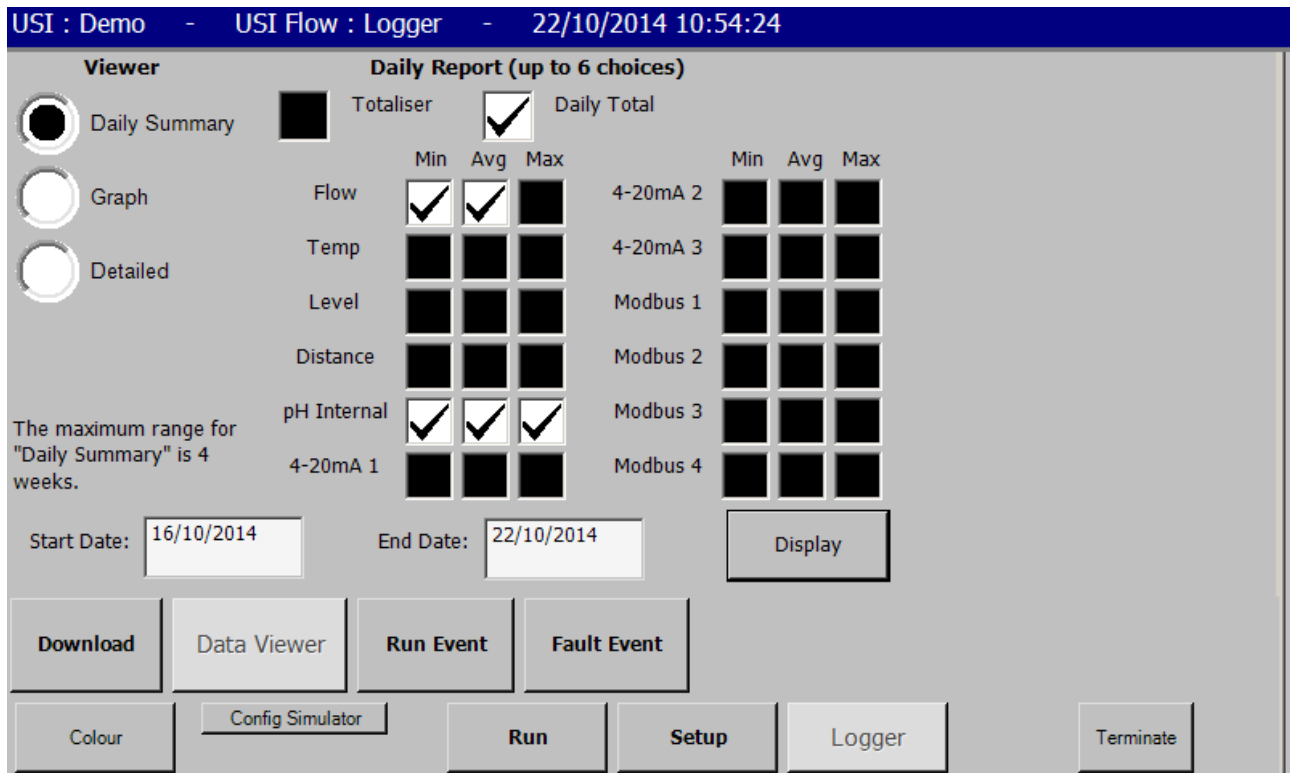 USI : Demo - USI Flow : Logger - 22/10/2014 10:54:24
Viewer Daily Report (up to 6 choices)
Daily Summary Totaliser Daily Total
Min Avg Max Min Avg Max
Graph Flow 4-20mA 2
Temp 4-20mA 3
Detailed
Level Modbus 1
Distance Modbus 2
pH Internal Modbus 3
The maximum range for
"Daily Summary" is 4
weeks.
4-20mA 1 Modbus 4
Start Date: 16/10/2014 End Date: 22/10/2014 Display
Download Data Viewer Run Event Fault Event
Colour Config Simulator Run Setup Logger Terminate